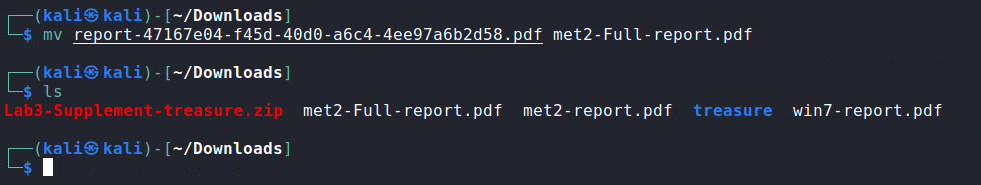 ┌──(kali㉿kali)-[~/Downloads]
└─$ mv report-47167e04-f45d-40d0-a6c4-4ee97a6b2d58.pdf met2-Full-report.pdf
┌──(kali㉿kali)-[~/Downloads]
└─$ ls
Lab3-Supplement-treasure.zip met2-Full-report.pdf met2-report.pdf treasure win7-report.pdf
┌──(kali㉿kali)-[~/Downloads]
└─$